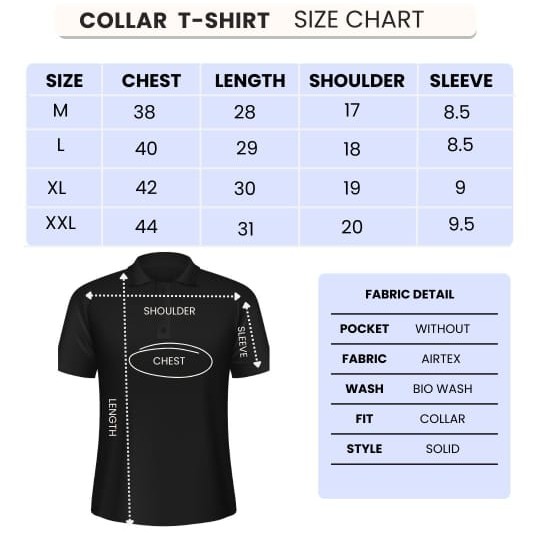 COLLAR T-SHIRT SIZE CHART
SIZE CHEST LENGTH SHOULDER SLEEVE
M 38 28 17 8.5
L 40 29 18 8.5
XL 42 30 19 9
XXL 44 31 20 9.5
SHOULDER
SLEEVE
CHEST
LENGTH
FABRIC DETAIL
POCKET WITHOUT
FABRIC AIRTEX
WASH BIO WASH
FIT COLLAR
STYLE SOLID